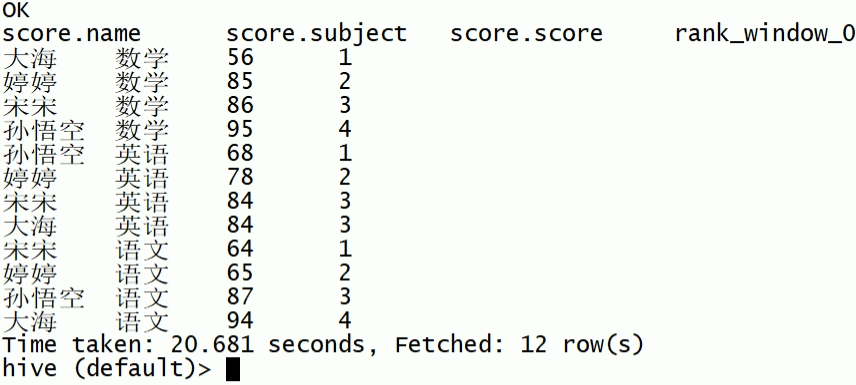 OK
score.name score.subject score.score rank_window_0
大海 数学 56 1
婷婷 数学 85 2
宋宋 数学 86 3
孙悟空 数学 95 4
孙悟空 英语 68 1
婷婷 英语 78 2
宋宋 英语 84 3
大海 英语 84 3
宋宋 语文 64 1
婷婷 语文 65 2
孙悟空 语文 87 3
大海 语文 94 4
Time taken: 20.681 seconds, Fetched: 12 row(s)
hive (default)>